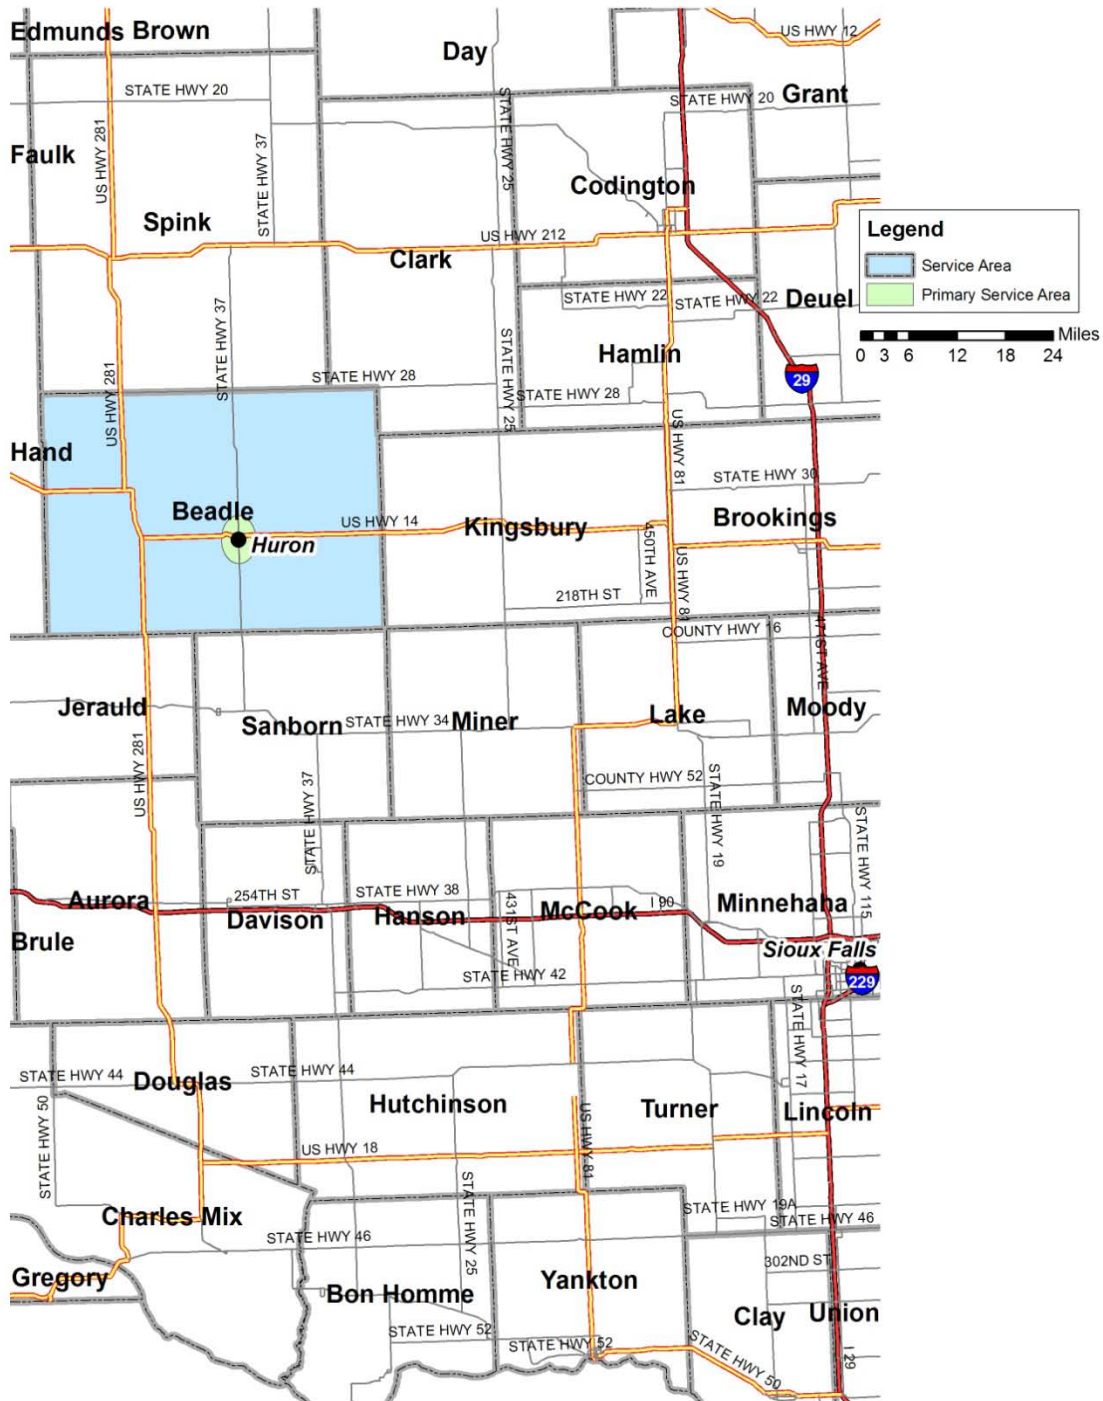 Edmunds Brown
Day
US HWY 12
STATE HWY 20
STATE HWY 20
Grant
US HWY 281
STATE HWY 37
STATE HWY 25
Faulk
Codington
Spink
US HWY 212
Clark
Legend
Service Area
Primary Service Area
Miles
0 3 6 12 18 24
STATE HWY 22
STATE HWY 22
Deuel
STATE HWY 37
US HWY 281
STATE HWY 25
Hamlin
STATE HWY 28
STATE HWY 28
29
Hand
US HWY 81
STATE HWY 30
Beadle
US HWY 14
Kingsbury
Brookings
Huron
450TH AVE
US HWY 81
218TH ST
COUNTY HWY 16
471ST AVE
Jerauld
Sanborn
STATE HWY 34
Miner
Lake
Moody
US HWY 281
STATE HWY 37
COUNTY HWY 52
STATE HWY 19
STATE HWY 115
Aurora
254TH ST
STATE HWY 38
431ST AVE
I 90
Davison
Hanson
McCook
Minnehaha
Brule
Sioux Falls
STATE HWY 42
229
STATE HWY 17
STATE HWY 44
Douglas
STATE HWY 44
STATE HWY 50
Hutchinson
Turner
Lincoln
US HWY 81
US HWY 18
STATE HWY 25
Charles Mix
STATE HWY 19A
STATE HWY 46
STATE HWY 46
302ND ST
Gregory
Bon Homme
Yankton
Clay
Union
STATE HWY 52
STATE HWY 52
STATE HWY 50
I 29